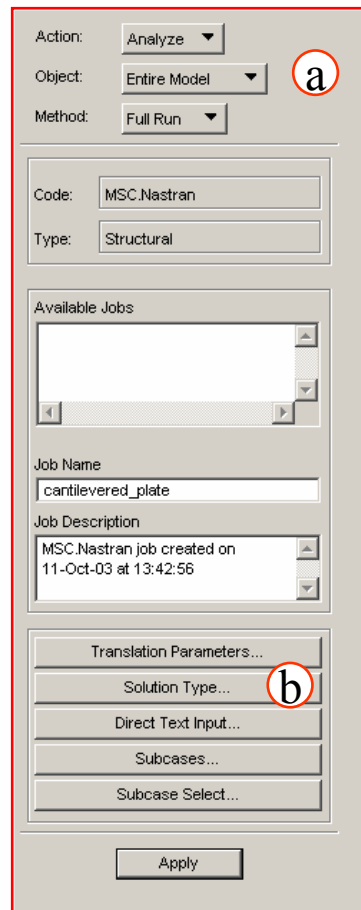 Action: Analyze
Object: Entire Model
a
Method: Full Run
Code: MSC.Nastran
Type: Structural
Available Jobs
Job Name
cantilevered_plate
Job Description
MSC.Nastran job created on
11-Oct-03 at 13:42:56
Translation Parameters...
Solution Type...
b
Direct Text Input...
Subcases...
Subcase Select...
Apply